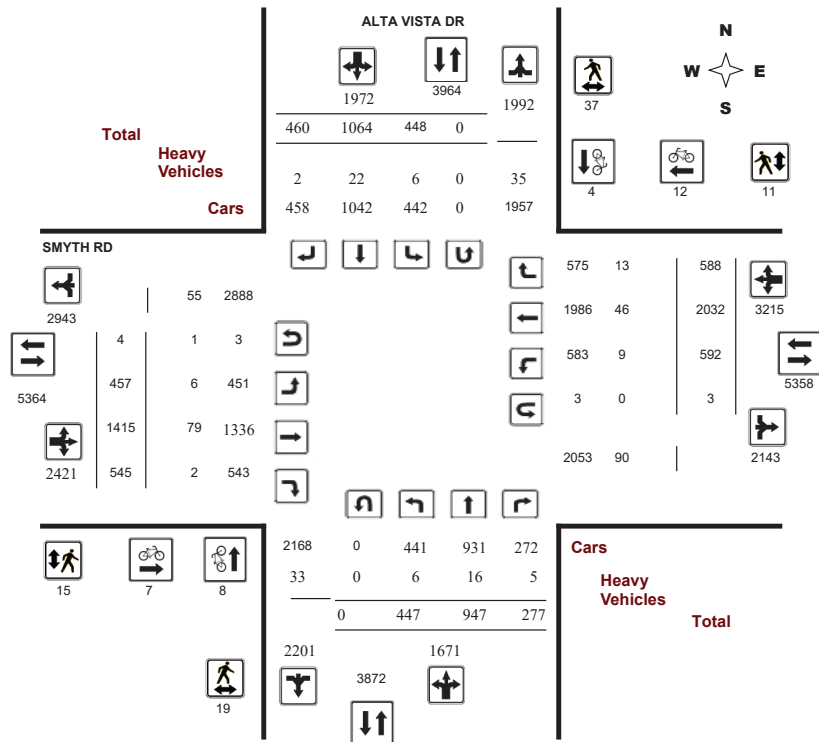 ALTA VISTA DR
N
W E
S
1972 3964 1992 37
Total 460 1064 448 0
Heavy
Vehicles
2 22 6 0 35
4 12 11
Cars 458 1042 442 0 1957
SMYTH RD
575 13 588
55 2888
2943
1986 46 2032 3215
4 1 3
5364
457 6 451
583 9 592
5358
3 0 3
1415 79 1336
2421
2053 90 2143
545 2 543
2168 0 441 931 272 Cars
33 0 6 16 5 Heavy
Vehicles
15 7 8
0 447 947 277 Total
2201 3872 1671
19